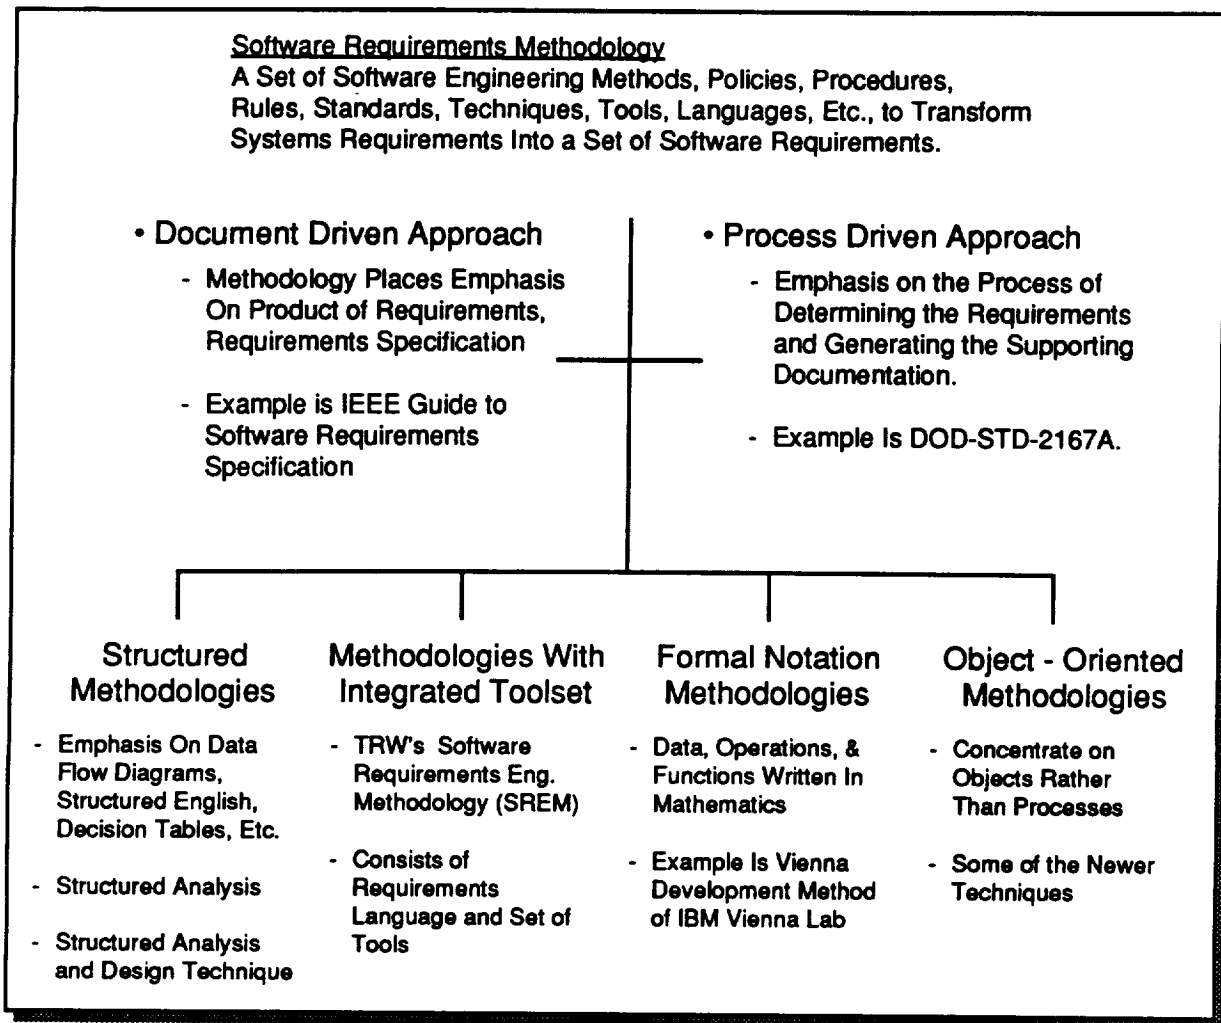 Software Requirements Methodology
A Set of Software Engineering Methods, Policies, Procedures,
Rules, Standards, Techniques, Tools, Languages, Etc., to Transform
Systems Requirements Into a Set of Software Requirements.
• Document Driven Approach
- Methodology Places Emphasis
On Product of Requirements,
Requirements Specification
- Example is IEEE Guide to
Software Requirements
Specification
• Process Driven Approach
- Emphasis on the Process of
Determining the Requirements
and Generating the Supporting
Documentation.
- Example Is DOD-STD-2167A.
Structured
Methodologies
- Emphasis On Data
Flow Diagrams,
Structured English,
Decision Tables, Etc.
- Structured Analysis
- Structured Analysis
and Design Technique
Methodologies With
Integrated Toolset
- TRW's Software
Requirements Eng.
Methodology (SREM)
- Consists of
Requirements
Language and Set of
Tools
Formal Notation
Methodologies
- Data, Operations, &
Functions Written In
Mathematics
- Example Is Vienna
Development Method
of IBM Vienna Lab
Object - Oriented
Methodologies
- Concentrate on
Objects Rather
Than Processes
- Some of the Newer
Techniques